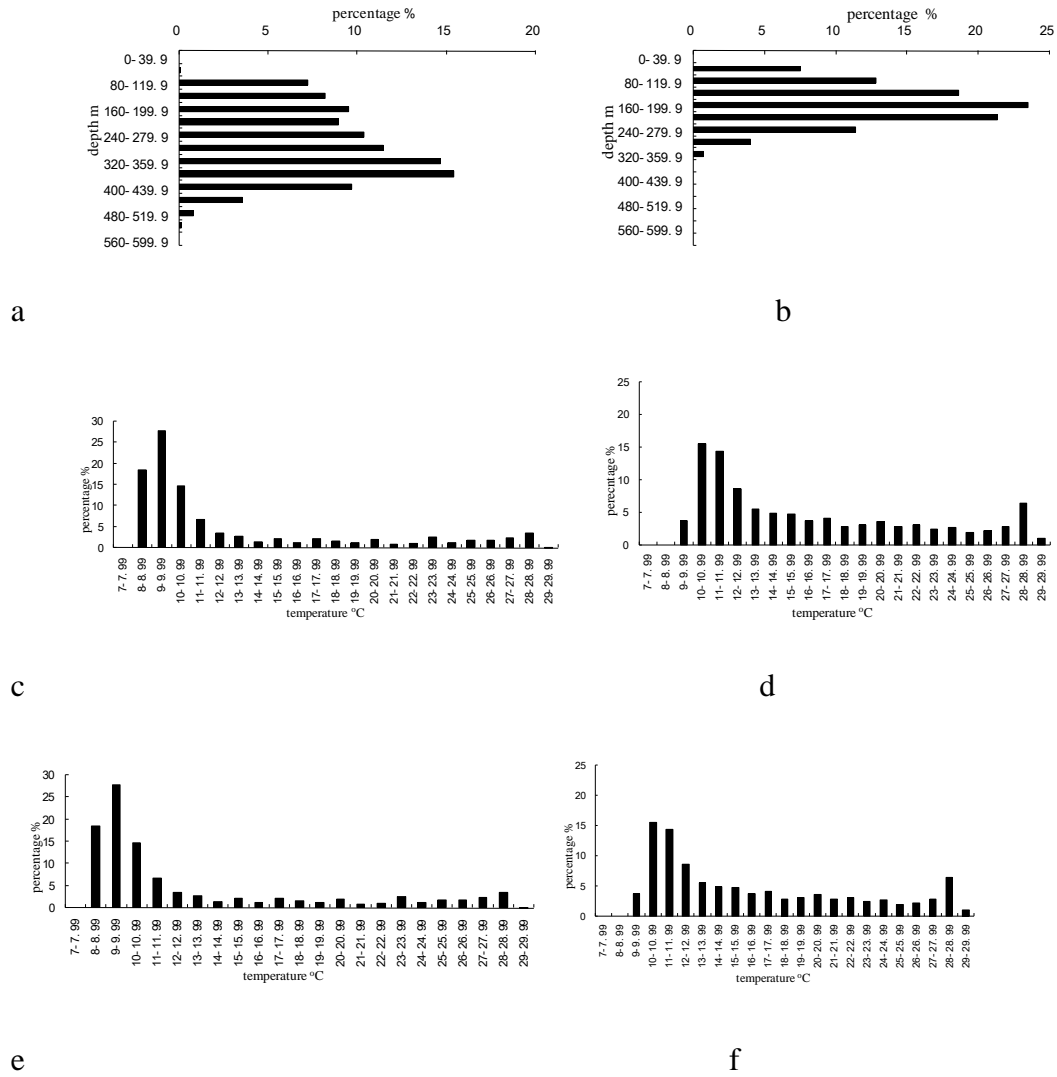 percentage %
0 5 10 15 20
0- 39. 9
80- 119. 9
160- 199. 9
240- 279. 9
320- 359. 9
400- 439. 9
480- 519. 9
560- 599. 9
depth m
percentage %
0 5 10 15 20 25
0- 39. 9
80- 119. 9
160- 199. 9
240- 279. 9
320- 359. 9
400- 439. 9
480- 519. 9
560- 599. 9
depth m
a
b
30
25
20
15
10
5
0
percentage %
7- 7. 99
8- 8. 99
9- 9. 99
10- 10. 99
11- 11. 99
12- 12. 99
13- 13. 99
14- 14. 99
15- 15. 99
16- 16. 99
17- 17. 99
18- 18. 99
19- 19. 99
20- 20. 99
21- 21. 99
22- 22. 99
23- 23. 99
24- 24. 99
25- 25. 99
26- 26. 99
27- 27. 99
28- 28. 99
29- 29. 99
temperature °C
25
20
15
10
5
0
perecntage %
7- 7. 99
8- 8. 99
9- 9. 99
10- 10. 99
11- 11. 99
12- 12. 99
13- 13. 99
14- 14. 99
15- 15. 99
16- 16. 99
17- 17. 99
18- 18. 99
19- 19. 99
20- 20. 99
21- 21. 99
22- 22. 99
23- 23. 99
24- 24. 99
25- 25. 99
26- 26. 99
27- 27. 99
28- 28. 99
29- 29. 99
temperature °C
c
d
30
25
20
15
10
5
0
percentage %
7- 7. 99
8- 8. 99
9- 9. 99
10- 10. 99
11- 11. 99
12- 12. 99
13- 13. 99
14- 14. 99
15- 15. 99
16- 16. 99
17- 17. 99
18- 18. 99
19- 19. 99
20- 20. 99
21- 21. 99
22- 22. 99
23- 23. 99
24- 24. 99
25- 25. 99
26- 26. 99
27- 27. 99
28- 28. 99
29- 29. 99
temperature °C
25
20
15
10
5
0
percentage %
7- 7. 99
8- 8. 99
9- 9. 99
10- 10. 99
11- 11. 99
12- 12. 99
13- 13. 99
14- 14. 99
15- 15. 99
16- 16. 99
17- 17. 99
18- 18. 99
19- 19. 99
20- 20. 99
21- 21. 99
22- 22. 99
23- 23. 99
24- 24. 99
25- 25. 99
26- 26. 99
27- 27. 99
28- 28. 99
29- 29. 99
temperature °C
e
f